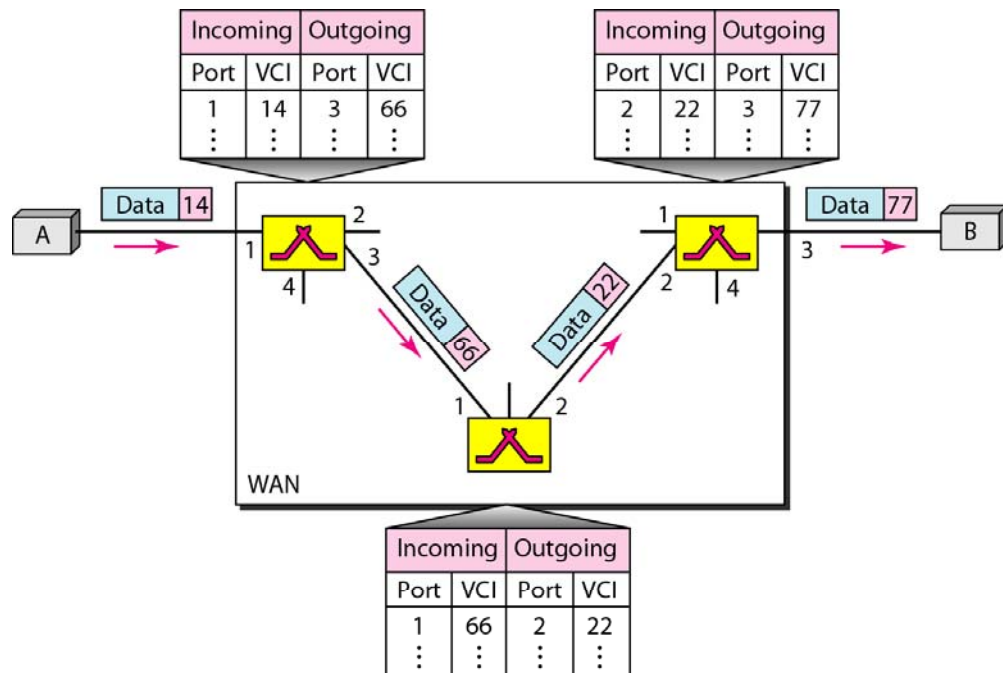 Incoming Outgoing
Port VCI Port VCI
1 14 3 66
⋮ ⋮ ⋮ ⋮
Incoming Outgoing
Port VCI Port VCI
2 22 3 77
⋮ ⋮ ⋮ ⋮
Data 14
Data 77
A
1
2
3
4
1
2
3
4
B
Data 66
Data 22
1
2
WAN
Incoming Outgoing
Port VCI Port VCI
1 66 2 22
⋮ ⋮ ⋮ ⋮